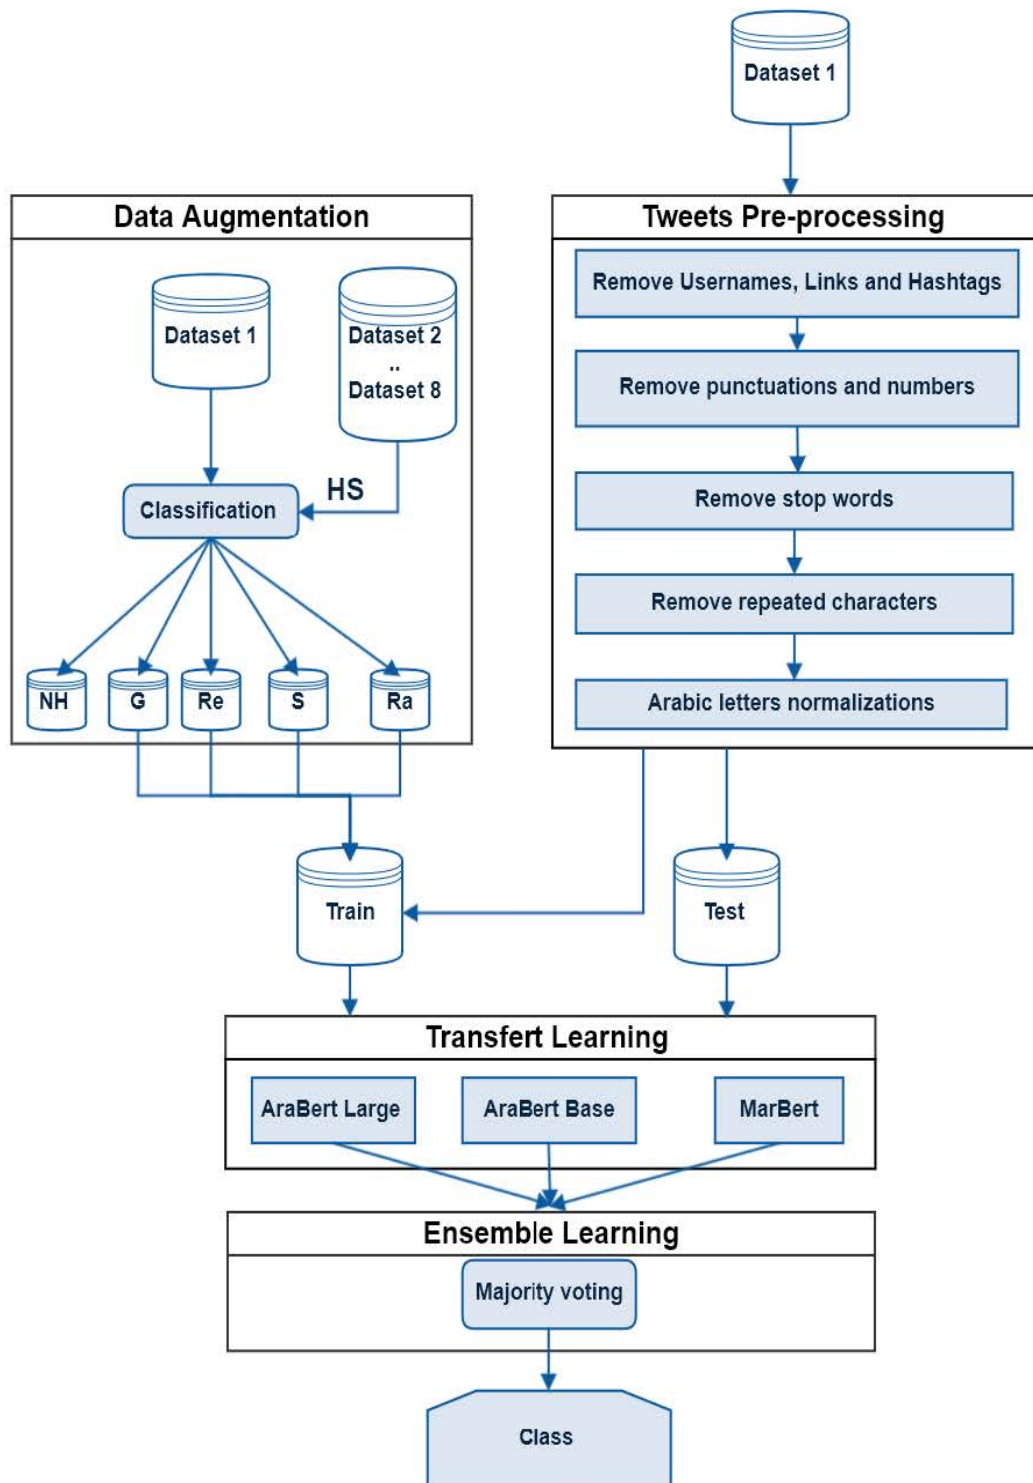 Dataset 1
Data Augmentation
Dataset 1
Dataset 2
..
Dataset 8
HS
Classification
NH
G
Re
S
Ra
Tweets Pre-processing
Remove Usernames, Links and Hashtags
Remove punctuations and numbers
Remove stop words
Remove repeated characters
Arabic letters normalizations
Train
Test
Transfert Learning
AraBert Large
AraBert Base
MarBert
Ensemble Learning
Majority voting
Class